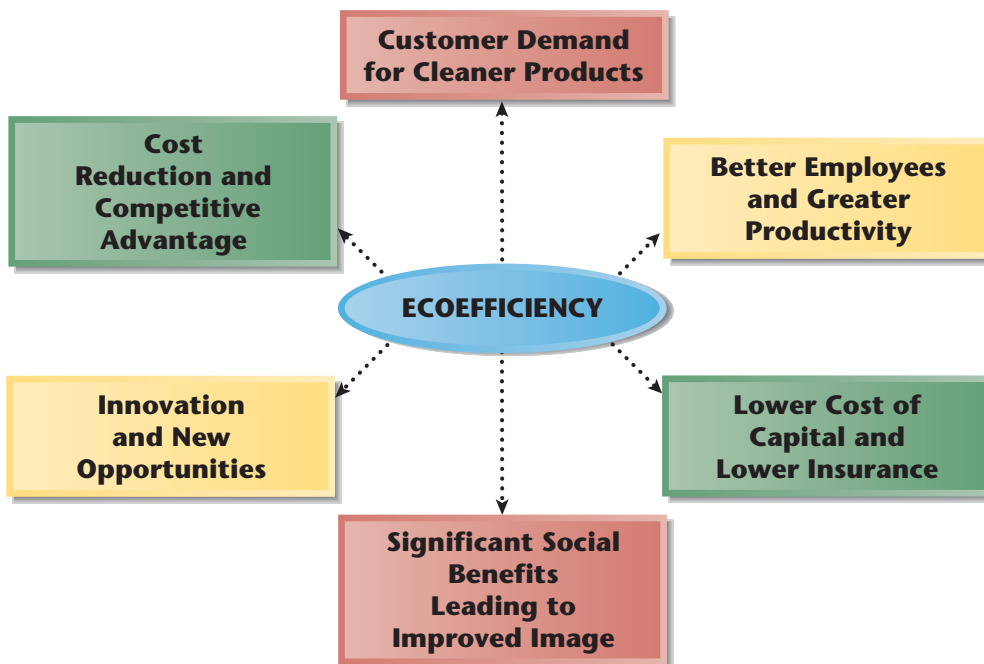 Customer Demand
for Cleaner Products
Cost
Reduction and
Competitive
Advantage
Better Employees
and Greater
Productivity
ECOEFFICIENCY
Innovation
and New
Opportunities
Lower Cost of
Capital and
Lower Insurance
Significant Social
Benefits
Leading to
Improved Image